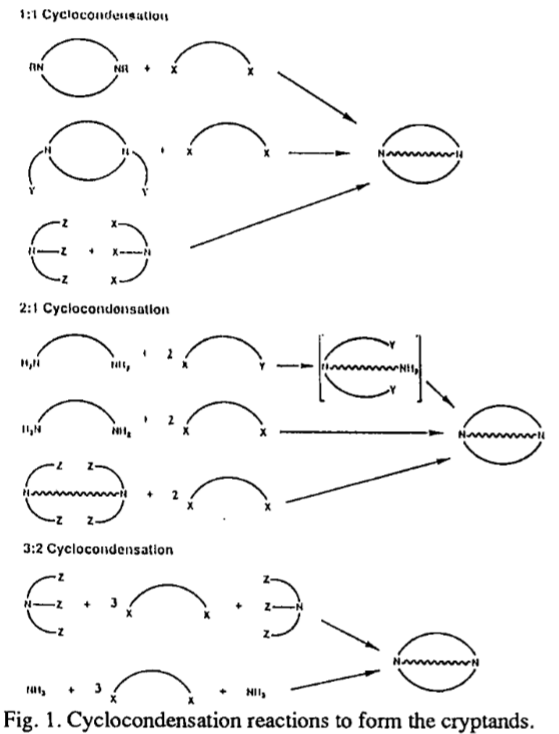 1:1 Cyclocondensation
RN NR + X X
N N + X X N N
Y Y
Z X
N Z + X N
Z X
2:1 Cyclocondensation
H₂N NH₂ + 2 X Y N Y NH₂ Y
H₂N NH₂ + 2 X X N N
Z Z
N N + 2 X X
Z Z
3:2 Cyclocondensation
Z Z
N Z + 3 X X + Z N
Z Z
N N
NH₃ + 3 X X + NH₃
Fig. 1. Cyclocondensation reactions to form the cryptands.